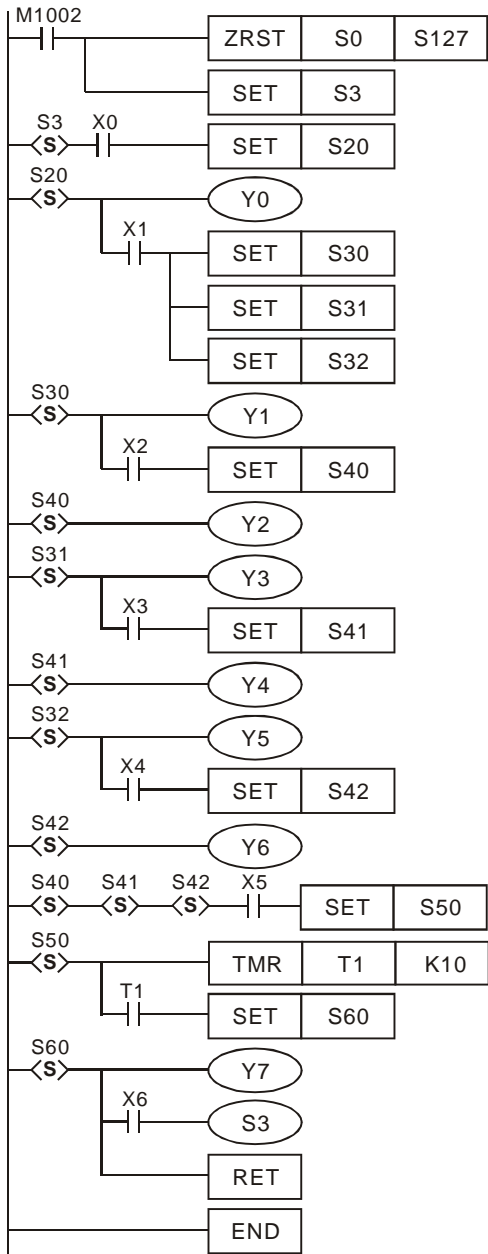 M1002
ZRST S0 S127
SET S3
S3 X0
S SET S20
S20
S Y0
X1
SET S30
SET S31
SET S32
S30
S Y1
X2
SET S40
S40
S Y2
S31
S Y3
X3
SET S41
S41
S Y4
S32
S Y5
X4
SET S42
S42
S Y6
S40 S41 S42 X5
S S S SET S50
S50
S TMR T1 K10
T1
SET S60
S60
S Y7
X6
S3
RET
END